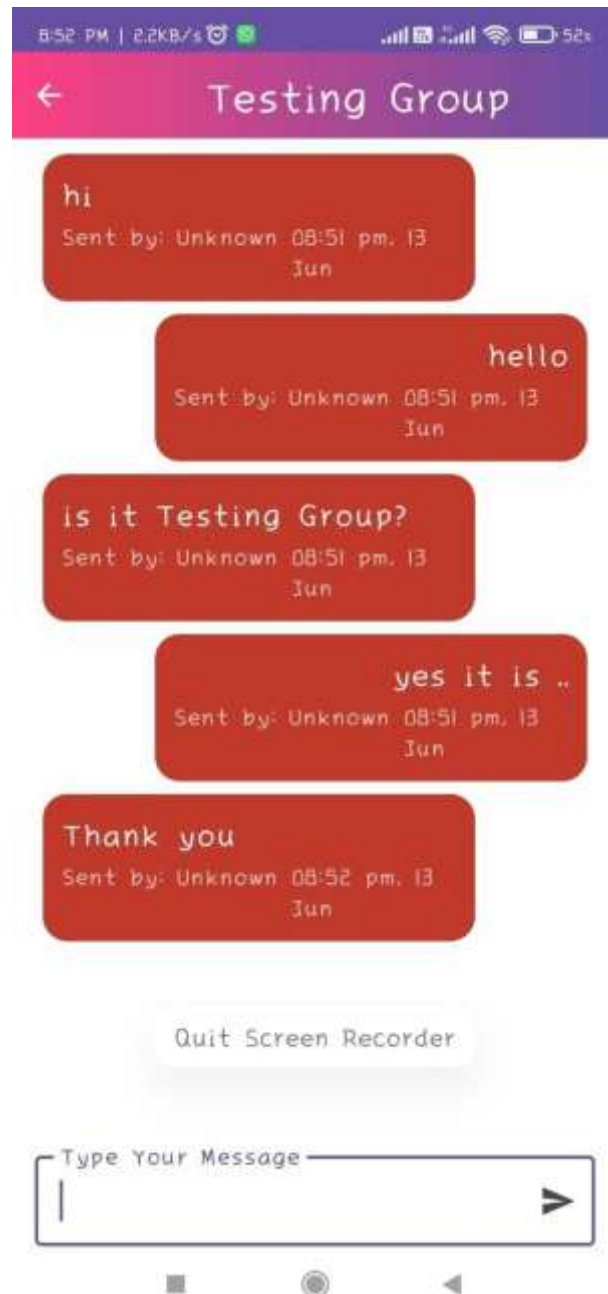 8:52 PM | 2.2KB/s
52%
Testing Group
hi
Sent by: Unknown 08:51 pm, 13
Jun
hello
Sent by: Unknown 08:51 pm, 13
Jun
is it Testing Group?
Sent by: Unknown 08:51 pm, 13
Jun
yes it is ..
Sent by: Unknown 08:51 pm, 13
Jun
Thank you
Sent by: Unknown 08:52 pm, 13
Jun
Quit Screen Recorder
Type Your Message